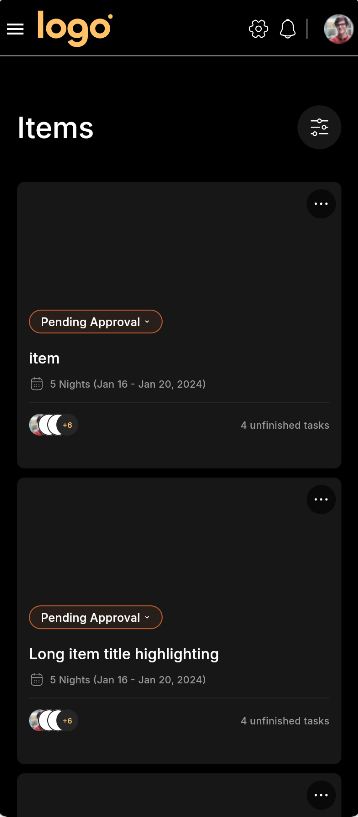 logo
Items
Pending Approval
item
5 Nights (Jan 16 - Jan 20, 2024)
+6
4 unfinished tasks
Pending Approval
Long item title highlighting
5 Nights (Jan 16 - Jan 20, 2024)
+6
4 unfinished tasks